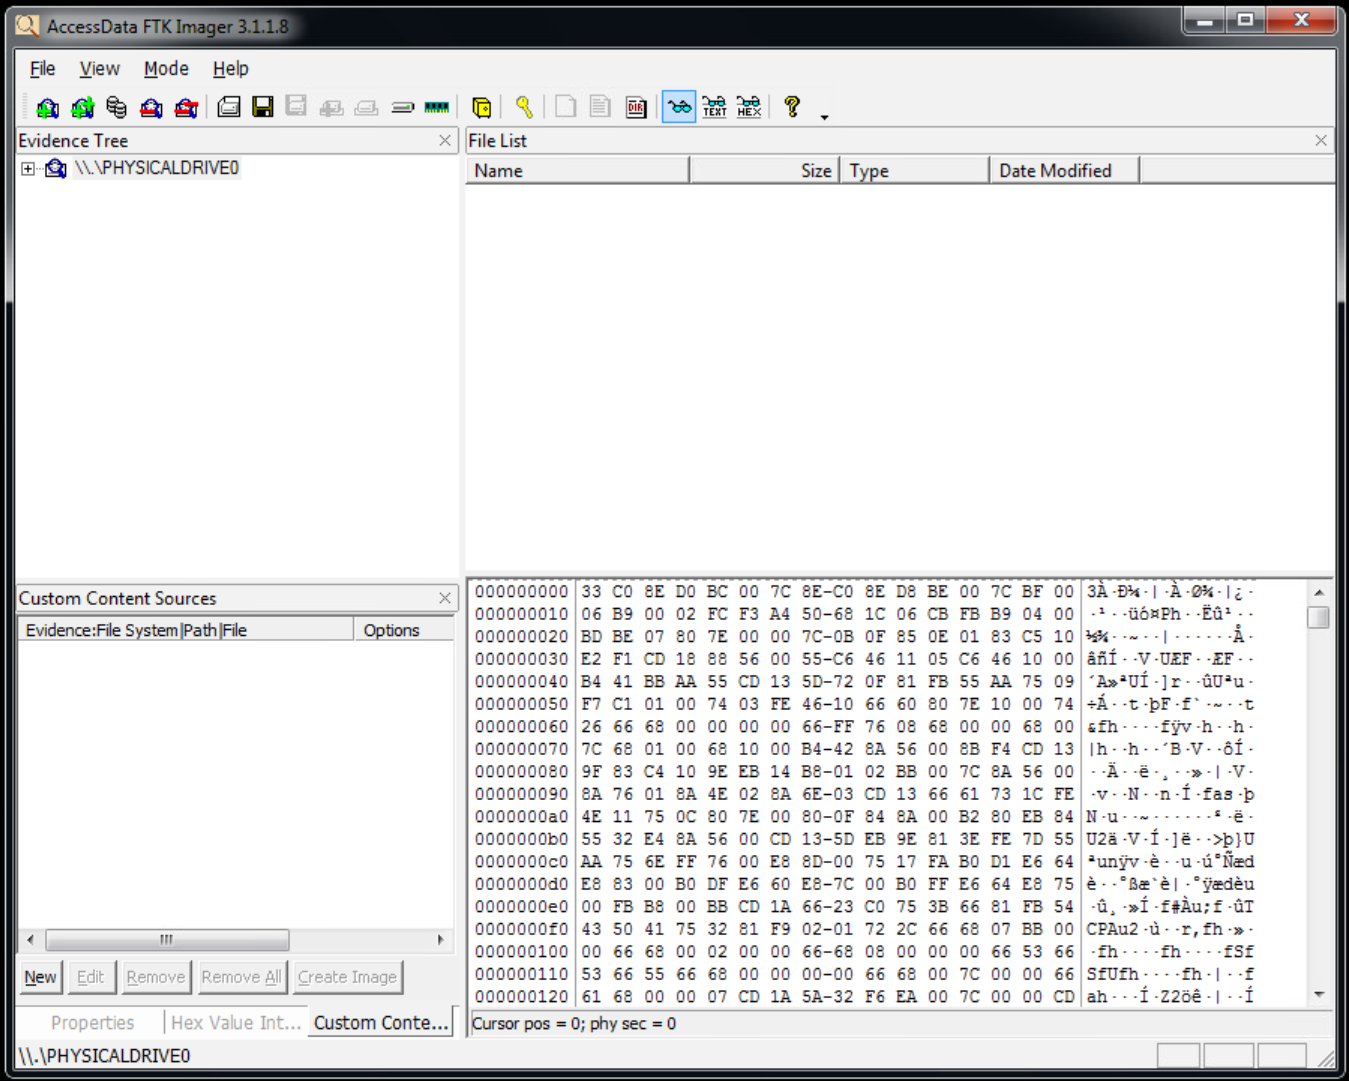 AccessData FTK Imager 3.1.1.8
File View Mode Help
TEXT HEX DIR
Evidence Tree
\\.\PHYSICALDRIVE0
File List
Name Size Type Date Modified
Custom Content Sources
Evidence:File System|Path|File Options
New Edit Remove Remove All Create Image
Properties Hex Value Int... Custom Conte...
000000000 33 C0 8E D0 BC 00 7C 8E-C0 8E D8 BE 00 7C BF 00 3À·Ð¼·|·À·Ø¾·|¿·
000000010 06 B9 00 02 FC F3 A4 50-68 1C 06 CB FB B9 04 00 ·¹··üó¤Ph··Ëû¹··
000000020 BD BE 07 80 7E 00 00 7C-0B 0F 85 0E 01 83 C5 10 ½¾··~··|······Å·
000000030 E2 F1 CD 18 88 56 00 55-C6 46 11 05 C6 46 10 00 âñÍ··V·UÆF··ÆF··
000000040 B4 41 BB AA 55 CD 13 5D-72 0F 81 FB 55 AA 75 09 ´A»ªUÍ·]r··ûUªu·
000000050 F7 C1 01 00 74 03 FE 46-10 66 60 80 7E 10 00 74 ÷Á··t·þF·f`·~··t
000000060 26 66 68 00 00 00 00 66-FF 76 08 68 00 00 68 00 &fh····fÿv·h··h·
000000070 7C 68 01 00 68 10 00 B4-42 8A 56 00 8B F4 CD 13 |h··h··´B·V··ôÍ·
000000080 9F 83 C4 10 9E EB 14 B8-01 02 BB 00 7C 8A 56 00 ··Ä··ë·¸··»·|·V·
000000090 8A 76 01 8A 4E 02 8A 6E-03 CD 13 66 61 73 1C FE ·v··N··n·Í·fas·þ
0000000a0 4E 11 75 0C 80 7E 00 80-0F 84 8A 00 B2 80 EB 84 N·u··~······²·ë·
0000000b0 55 32 E4 8A 56 00 CD 13-5D EB 9E 81 3E FE 7D 55 U2ä·V·Í·]ë··>þ}U
0000000c0 AA 75 6E FF 76 00 E8 8D-00 75 17 FA B0 D1 E6 64 ªunÿv·è··u·ú°Ñæd
0000000d0 E8 83 00 B0 DF E6 60 E8-7C 00 B0 FF E6 64 E8 75 è··°ßæ`è|·°ÿædèu
0000000e0 00 FB B8 00 BB CD 1A 66-23 C0 75 3B 66 81 FB 54 ·û¸·»Í·f#Àu;f·ûT
0000000f0 43 50 41 75 32 81 F9 02-01 72 2C 66 68 07 BB 00 CPAu2·ù··r,fh·»·
000000100 00 66 68 00 02 00 00 66-68 08 00 00 00 66 53 66 ·fh····fh····fSf
000000110 53 66 55 66 68 00 00 00-00 66 68 00 7C 00 00 66 SfUfh····fh·|··f
000000120 61 68 00 00 07 CD 1A 5A-32 F6 EA 00 7C 00 00 CD ah···Í·Z2öê·|··Í
Cursor pos = 0; phy sec = 0
\\.\PHYSICALDRIVE0